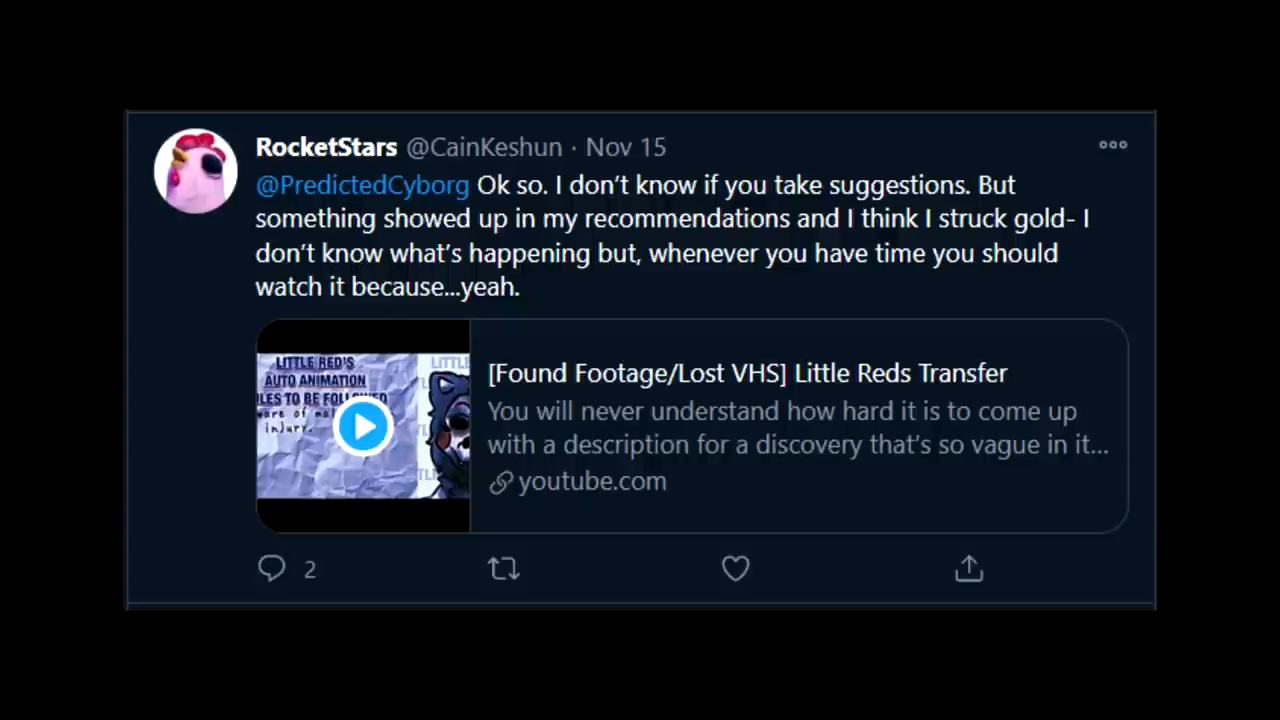 RocketStars @CainKeshun · Nov 15
@PredictedCyborg Ok so. I don’t know if you take suggestions. But
something showed up in my recommendations and I think I struck gold- I
don’t know what’s happening but, whenever you have time you should
watch it because...yeah.
LITTLE RED'S
AUTO ANIMATION
LES TO BE FOLLOWED
injury.
[Found Footage/Lost VHS] Little Reds Transfer
You will never understand how hard it is to come up
with a description for a discovery that’s so vague in it...
youtube.com
2